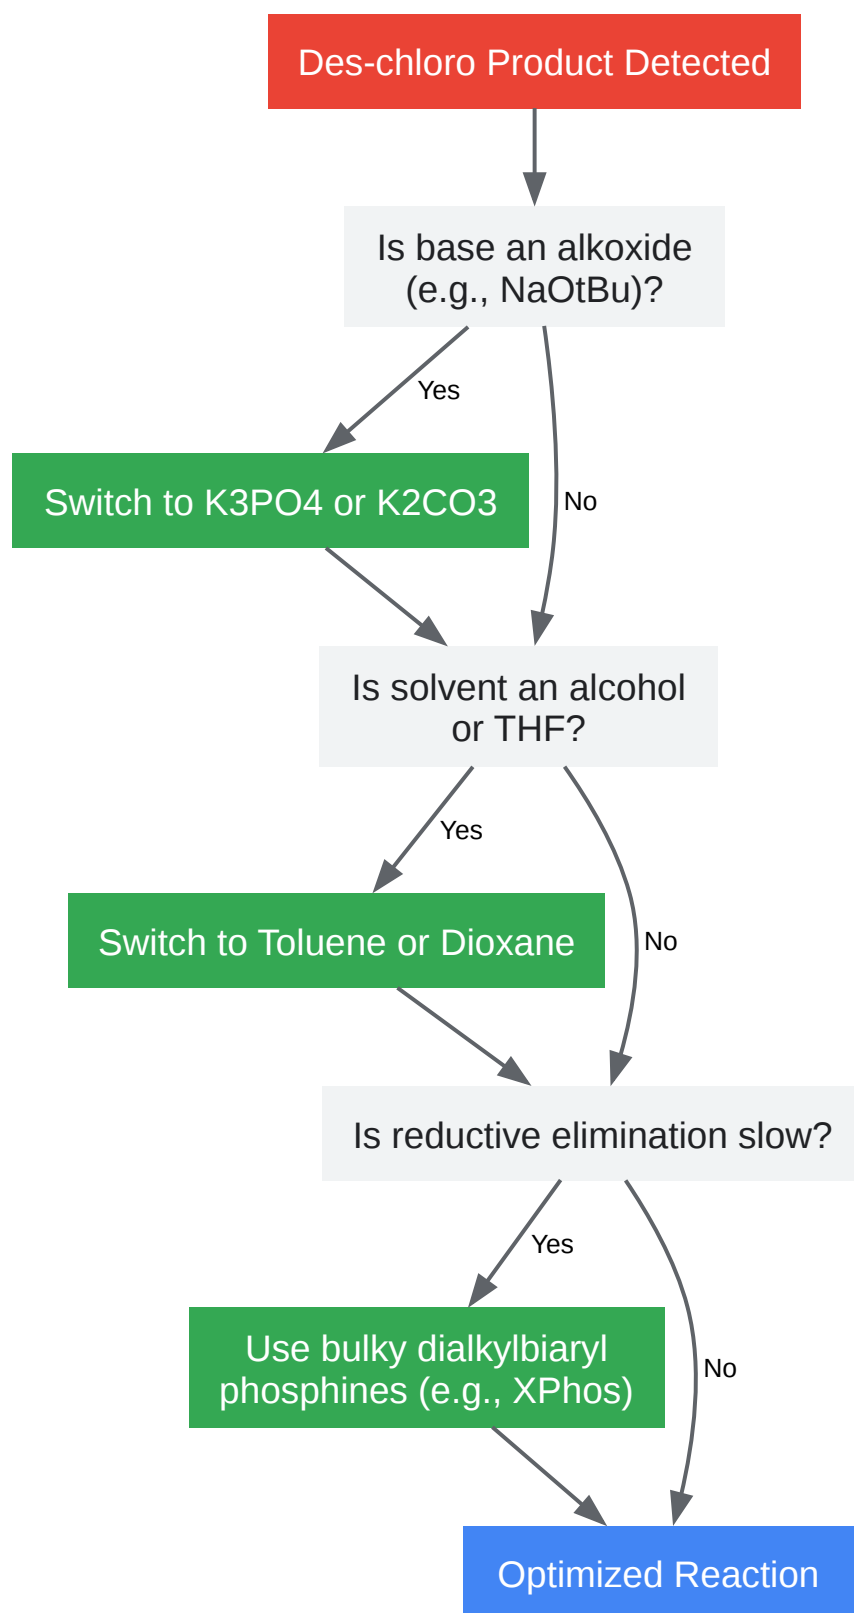 Des-chloro Product Detected
Is base an alkoxide
(e.g., NaOtBu)?
Yes
Switch to K3PO4 or K2CO3
No
Is solvent an alcohol
or THF?
Yes
Switch to Toluene or Dioxane
No
Is reductive elimination slow?
Yes
Use bulky dialkylbiaryl
phosphines (e.g., XPhos)
No
Optimized Reaction